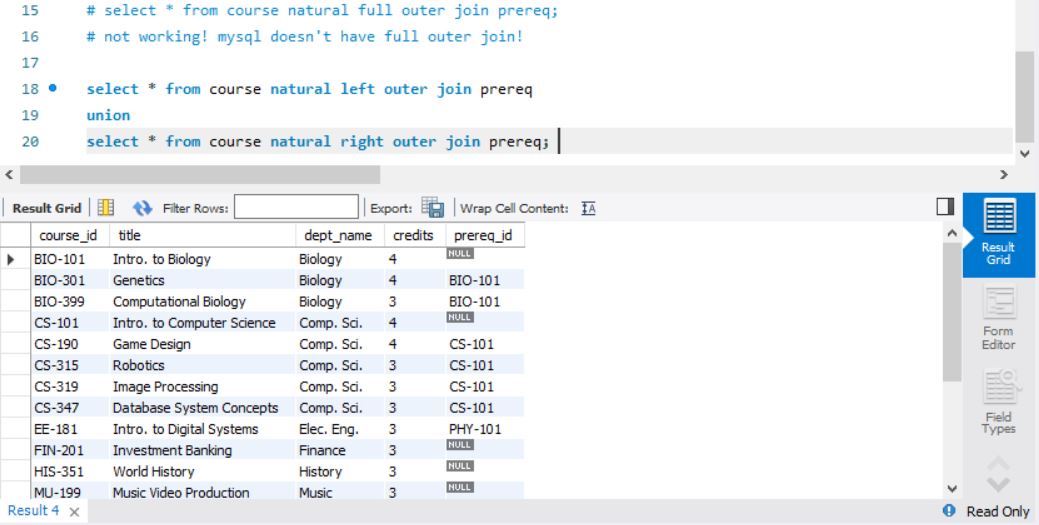 15 # select * from course natural full outer join prereq;
16 # not working! mysql doesn't have full outer join!
17
18 select * from course natural left outer join prereq
19 union
20 select * from course natural right outer join prereq;
Result Grid Filter Rows: Export: Wrap Cell Content: IA
course_id title dept_name credits prereq_id
BIO-101 Intro. to Biology Biology 4 NULL
BIO-301 Genetics Biology 4 BIO-101
BIO-399 Computational Biology Biology 3 BIO-101
CS-101 Intro. to Computer Science Comp. Sci. 4 NULL
CS-190 Game Design Comp. Sci. 4 CS-101
CS-315 Robotics Comp. Sci. 3 CS-101
CS-319 Image Processing Comp. Sci. 3 CS-101
CS-347 Database System Concepts Comp. Sci. 3 CS-101
EE-181 Intro. to Digital Systems Elec. Eng. 3 PHY-101
FIN-201 Investment Banking Finance 3 NULL
HIS-351 World History History 3 NULL
MU-199 Music Video Production Music 3 NULL
Result
Grid
Form
Editor
Field
Types
Result 4 Read Only